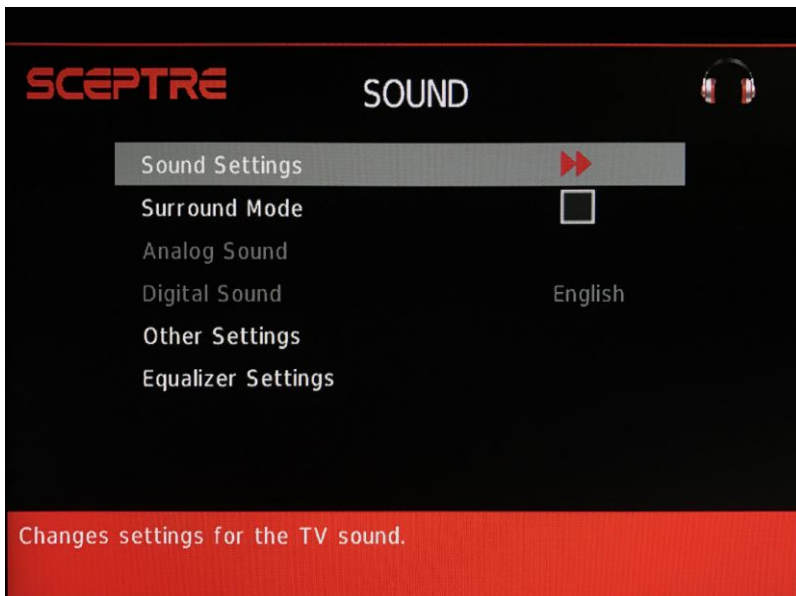 SCEPTRE
SOUND
Sound Settings
Surround Mode
Analog Sound
Digital Sound English
Other Settings
Equalizer Settings
Changes settings for the TV sound.